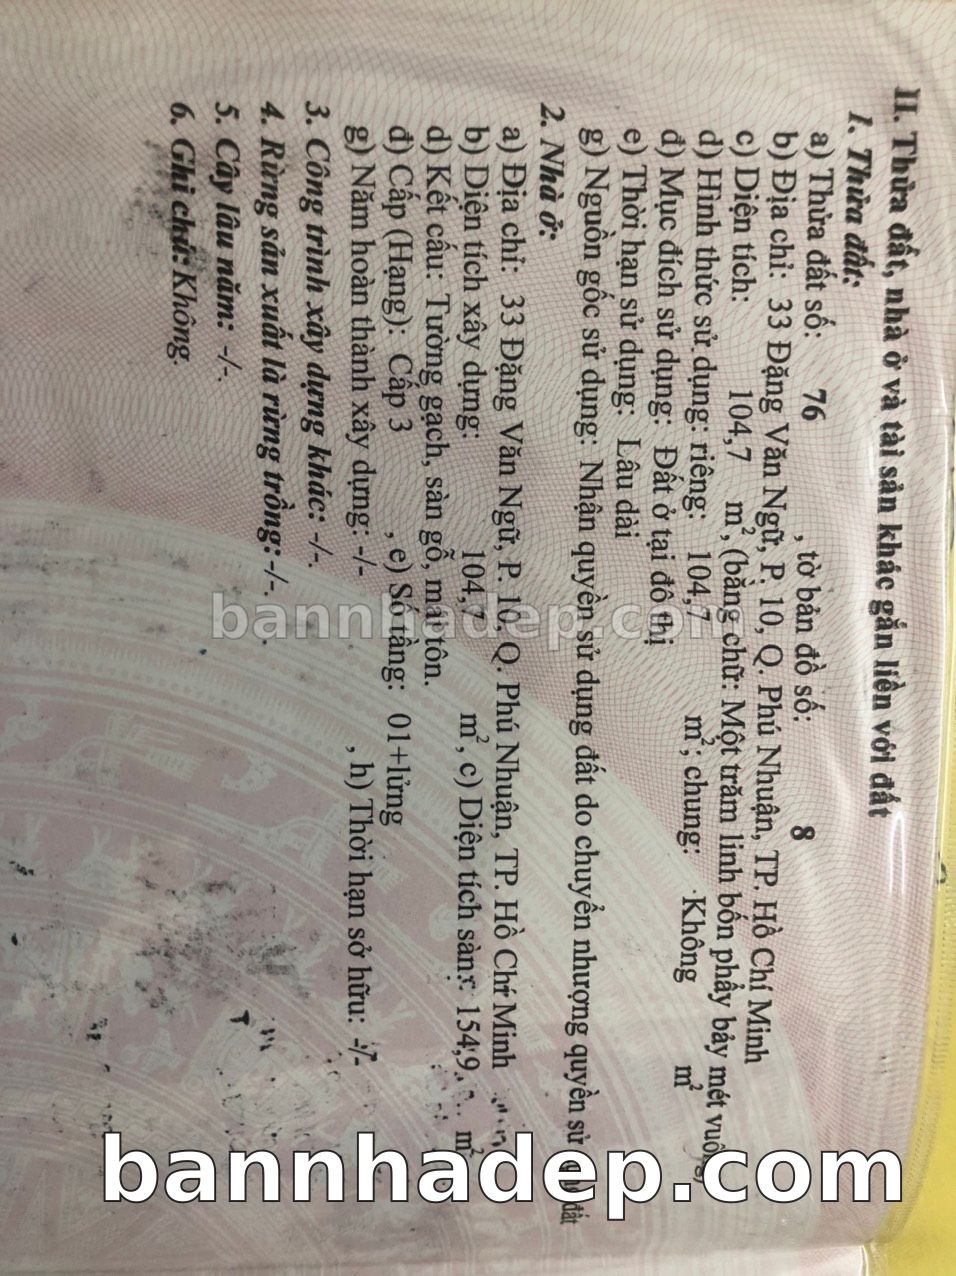 II. Thửa đất, nhà ở và tài sản khác gắn liền với đất
1. Thửa đất:
a) Thửa đất số: 76 , tờ bản đồ số: 8
b) Địa chỉ: 33 Đặng Văn Ngữ, P. 10, Q. Phú Nhuận, TP. Hồ Chí Minh
c) Diện tích: 104,7 m², (bằng chữ: Một trăm linh bốn phẩy bảy mét vuông)
d) Hình thức sử dụng: riêng: 104,7 m²; chung: Không m²
đ) Mục đích sử dụng: Đất ở tại đô thị
e) Thời hạn sử dụng: Lâu dài
g) Nguồn gốc sử dụng: Nhận quyền sử dụng đất do chuyển nhượng quyền sử dụng đất
2. Nhà ở:
a) Địa chỉ: 33 Đặng Văn Ngữ, P. 10, Q. Phú Nhuận, TP. Hồ Chí Minh
b) Diện tích xây dựng: 104,7 m², c) Diện tích sàn: 154,9 m²
d) Kết cấu: Tường gạch, sàn gỗ, mái tôn.
đ) Cấp (Hạng): Cấp 3 , e) Số tầng: 01+lửng
g) Năm hoàn thành xây dựng: -/- , h) Thời hạn sở hữu: -/-
3. Công trình xây dựng khác: -/-.
4. Rừng sản xuất là rừng trồng: -/-.
5. Cây lâu năm: -/-.
6. Ghi chú: Không.
bannhadep.com
bannhadep.com